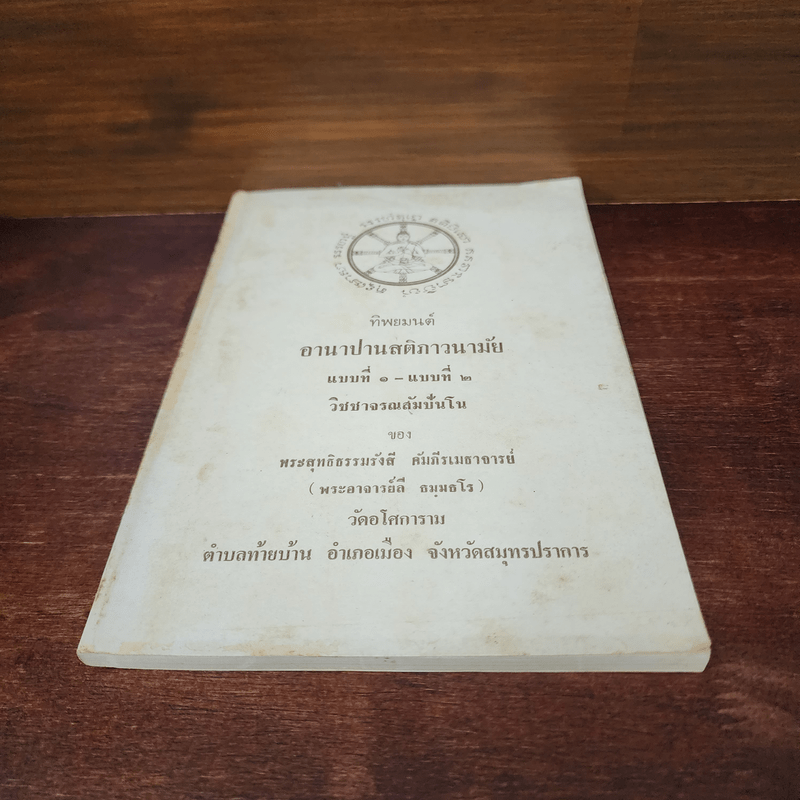 ทิพยมนต์
อานาปานสติภาวนามัย
แบบที่ ๑ – แบบที่ ๒
วิชชาจรณสัมปันโน
ของ
พระสุทธิธรรมรังสี คัมภีรเมธาจารย์
( พระอาจารย์ลี ธมฺมธโร )
วัดอโศการาม
ตำบลท้ายบ้าน อำเภอเมือง จังหวัดสมุทรปราการ